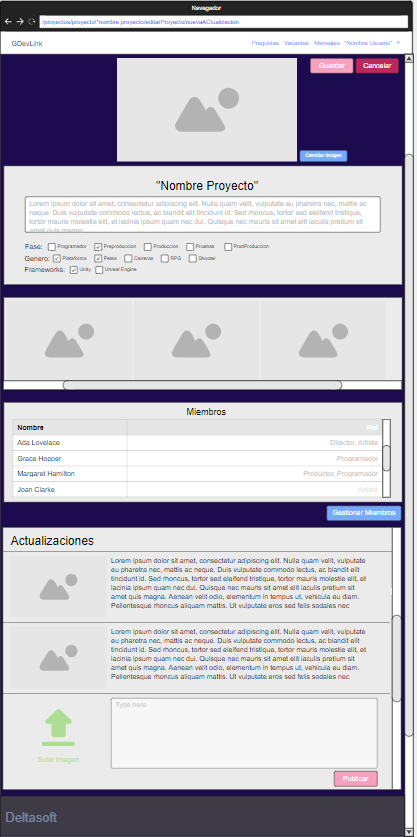 Navegador
/proyectos/proyecto/"nombre proyecto/editarProyecto/nuevaACtualizacion
GDevLink
Preguntas Vacantes Mensajes "Nombre Usuario"
Guardar Cancelar
Cambiar Imagen
"Nombre Proyecto"
Lorem ipsum dolor sit amet, consectetur adipiscing elit. Nulla quam velit, vulputate eu pharetra nec, mattis ac
neque. Duis vulputate commodo lectus, ac blandit elit tincidunt id. Sed rhoncus, tortor sed eleifend tristique,
tortor mauris molestie elit, et lacinia ipsum quam nec dui. Quisque nec mauris sit amet elit iaculis pretium sit
amet quis magna.
Fase: Programador Preproduccion Produccion Pruebas PostProduccion
Genero: Plataforma Pelea Carreras RPG Shooter
Frameworks: Unity Unreal Engine
Miembros
Nombre Rol
Ada Lovelace Director, Artista
Grace Hopper Programador
Margaret Hamilton Productor, Programador
Joan Clarke Artista
Gestionar Miembros
Actualizaciones
Lorem ipsum dolor sit amet, consectetur adipiscing elit. Nulla quam velit, vulputate
eu pharetra nec, mattis ac neque. Duis vulputate commodo lectus, ac blandit elit
tincidunt id. Sed rhoncus, tortor sed eleifend tristique, tortor mauris molestie elit, et
lacinia ipsum quam nec dui. Quisque nec mauris sit amet elit iaculis pretium sit
amet quis magna. Aenean velit odio, elementum in tempus ut, vehicula eu diam.
Pellentesque rhoncus aliquam mattis. Ut vulputate eros sed felis sodales nec
Lorem ipsum dolor sit amet, consectetur adipiscing elit. Nulla quam velit, vulputate
eu pharetra nec, mattis ac neque. Duis vulputate commodo lectus, ac blandit elit
tincidunt id. Sed rhoncus, tortor sed eleifend tristique, tortor mauris molestie elit, et
lacinia ipsum quam nec dui. Quisque nec mauris sit amet elit iaculis pretium sit
amet quis magna. Aenean velit odio, elementum in tempus ut, vehicula eu diam.
Pellentesque rhoncus aliquam mattis. Ut vulputate eros sed felis sodales nec
Type here
Subir Imagen
Publicar
Deltasoft